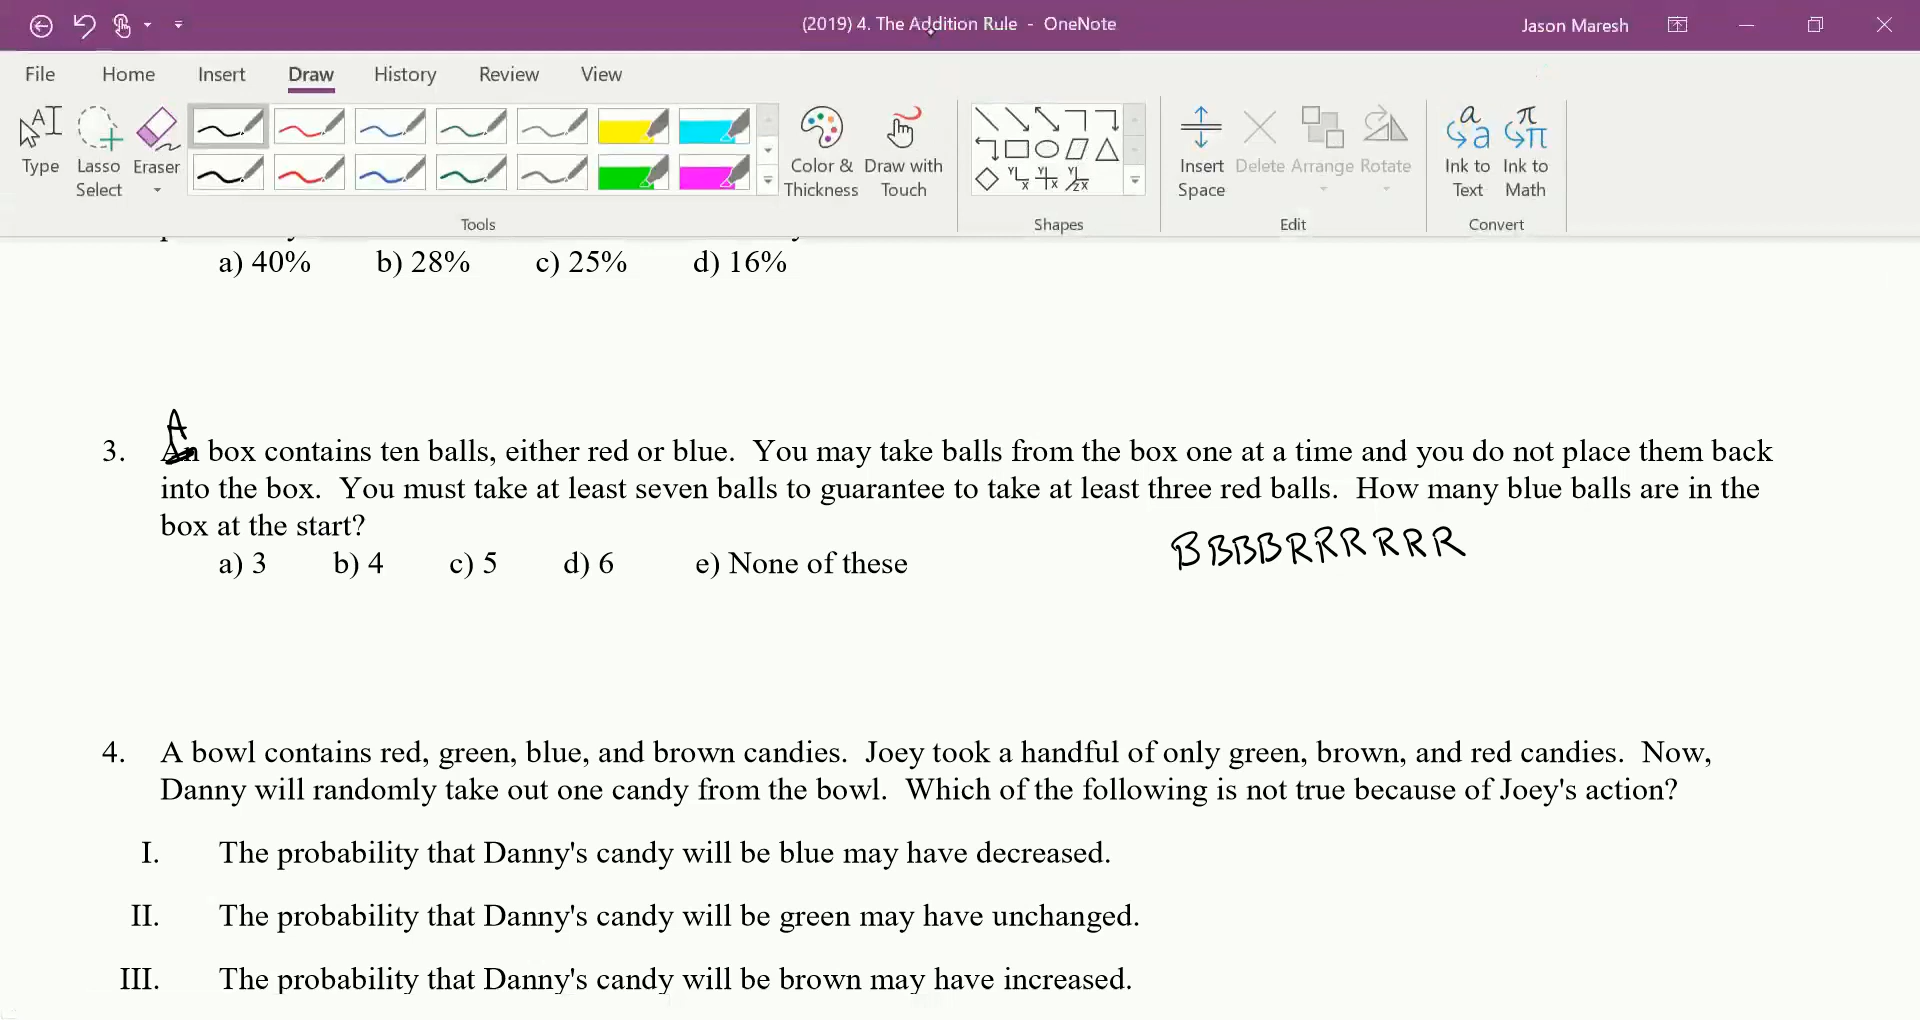 (2019) 4. The Addition Rule - OneNote
Jason Maresh
File Home Insert Draw History Review View
Type
Lasso Select
Eraser
Color & Thickness
Draw with Touch
Insert Space
Delete
Arrange
Rotate
Ink to Text
Ink to Math
Tools Shapes Edit Convert
a) 40% b) 28% c) 25% d) 16%
A
3. An box contains ten balls, either red or blue. You may take balls from the box one at a time and you do not place them back
into the box. You must take at least seven balls to guarantee to take at least three red balls. How many blue balls are in the
box at the start?
BBBBRRRRRR
a) 3 b) 4 c) 5 d) 6 e) None of these
4. A bowl contains red, green, blue, and brown candies. Joey took a handful of only green, brown, and red candies. Now,
Danny will randomly take out one candy from the bowl. Which of the following is not true because of Joey's action?
I. The probability that Danny's candy will be blue may have decreased.
II. The probability that Danny's candy will be green may have unchanged.
III. The probability that Danny's candy will be brown may have increased.